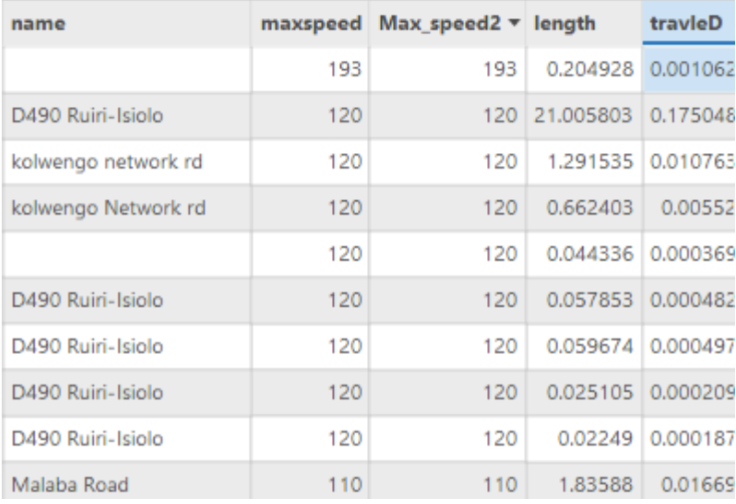 name maxspeed Max_speed2 length travleD
193 193 0.204928 0.001062
D490 Ruiri-Isiolo 120 120 21.005803 0.175048
kolwengo network rd 120 120 1.291535 0.010763
kolwengo Network rd 120 120 0.662403 0.00552
120 120 0.044336 0.000369
D490 Ruiri-Isiolo 120 120 0.057853 0.000482
D490 Ruiri-Isiolo 120 120 0.059674 0.000497
D490 Ruiri-Isiolo 120 120 0.025105 0.000209
D490 Ruiri-Isiolo 120 120 0.02249 0.000187
Malaba Road 110 110 1.83588 0.01669